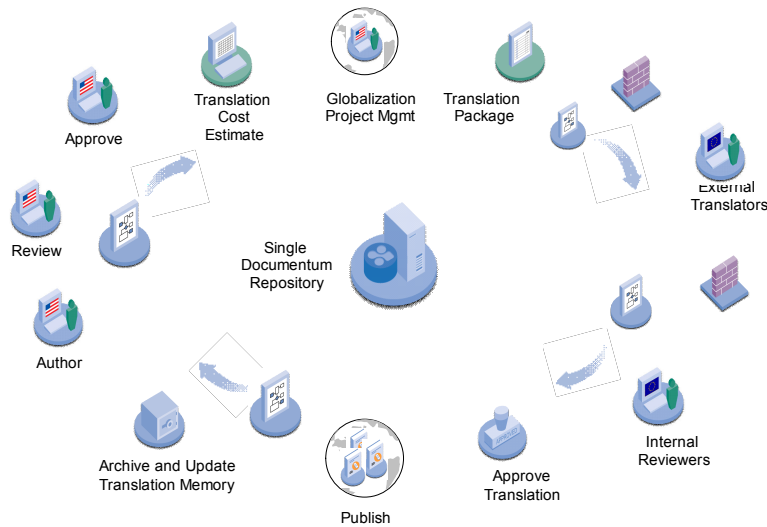 Approve
Translation
Cost
Estimate
Globalization
Project Mgmt
Translation
Package
External
Translators
Review
Single
Documentum
Repository
Author
Archive and Update
Translation Memory
Publish
APPROVED
Approve
Translation
Internal
Reviewers